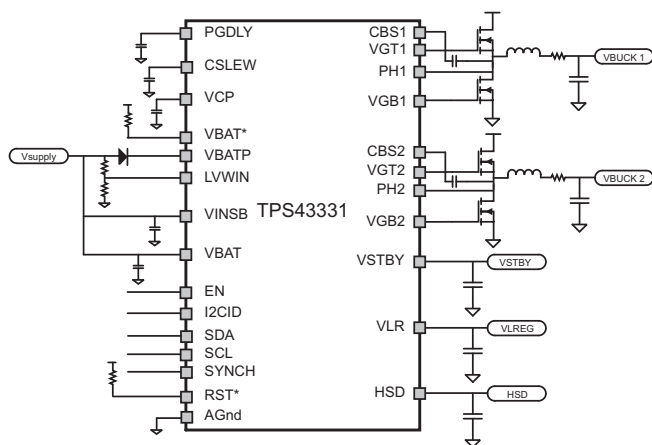 PGDLY
CSLEW
VCP
VBAT*
VBATP
LVWIN
VINSB
VBAT
EN
I2CID
SDA
SCL
SYNCH
RST*
AGnd
Vsupply
TPS43331
CBS1
VGT1
PH1
VGB1
CBS2
VGT2
PH2
VGB2
VSTBY
VLR
HSD
VBUCK 1
VBUCK 2
VSTBY
VLREG
HSD